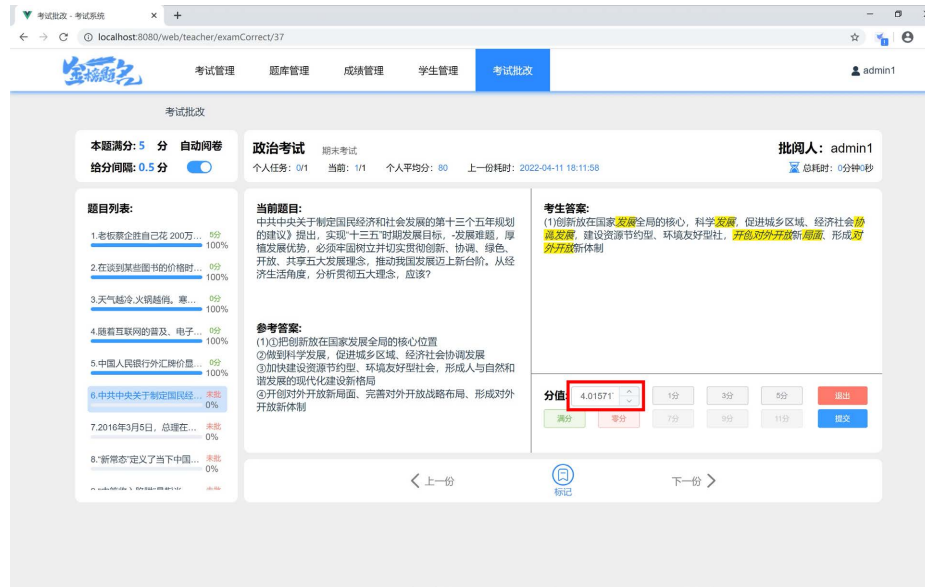 考试批改 - 考试系统
localhost:8080/web/teacher/examCorrect/37
金榜题名
考试管理 题库管理 成绩管理 学生管理 考试批改 admin1
考试批改
本题满分: 5 分 自动阅卷
给分间隔: 0.5 分
政治考试 期末考试 批阅人：admin1
个人任务：0/1 当前：1/1 个人平均分：80 上一份耗时：2022-04-11 18:11:58 总耗时：0分钟0秒
题目列表:
1.老板蔡企胜自己花 200万... 5分
100%
2.在谈到某些图书的价格时... 0分
100%
3.天气越冷,火锅越俏。寒... 0分
100%
4.随着互联网的普及、电子... 0分
100%
5.中国人民银行外汇牌价显... 0分
100%
6.中共中央关于制定国民经... 未批
0%
7.2016年3月5日，总理在... 未批
0%
8."新常态"定义了当下中国... 未批
0%
当前题目:
中共中央关于制定国民经济和社会发展的第十三个五年规划
的建议》提出，实现"十三五"时期发展目标，-发展难题，厚
植发展优势，必须牢固树立并切实贯彻创新、协调、绿色、
开放、共享五大发展理念，推动我国发展迈上新台阶。从经
济生活角度，分析贯彻五大理念，应该?
参考答案:
(1)①把创新放在国家发展全局的核心位置
②做到科学发展，促进城乡区域、经济社会协调发展
③加快建设资源节约型、环境友好型社会，形成人与自然和
谐发展的现代化建设新格局
④开创对外开放新局面、完善对外开放战略布局、形成对外
开放新体制
考生答案:
(1)创新放在国家发展全局的核心，科学发展，促进城乡区域、经济社会协
调发展，建设资源节约型、环境友好型社，开创对外开放新局面、形成对
外开放新体制
分值: 4.01571 1分 3分 5分 退出
满分 零分 7分 9分 11分 提交
上一份 标记 下一份